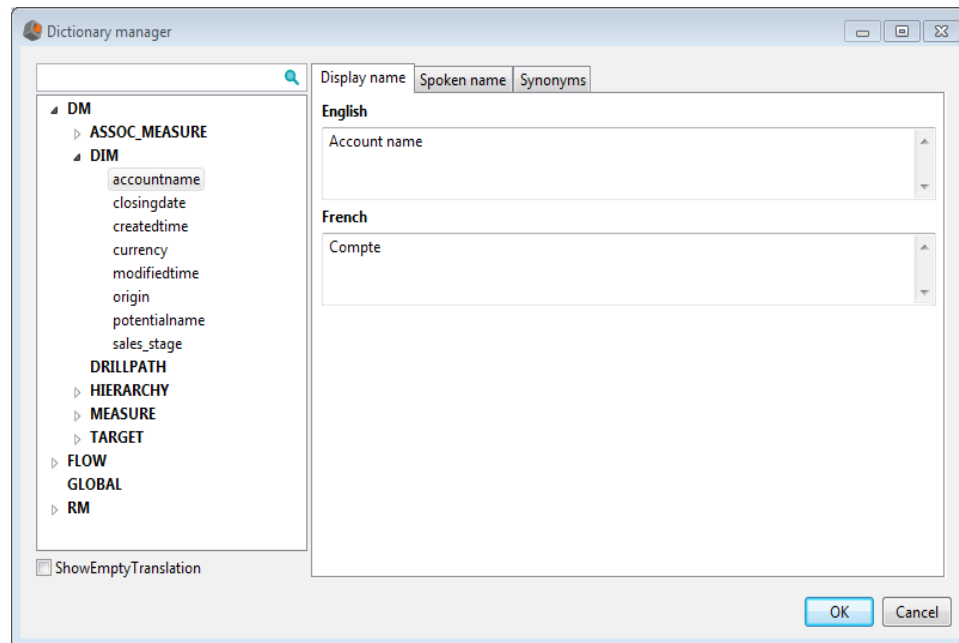 Dictionary manager
Display name Spoken name Synonyms
DM
ASSOC_MEASURE
DIM
accountname
closingdate
createdtime
currency
modifiedtime
origin
potentialname
sales_stage
DRILLPATH
HIERARCHY
MEASURE
TARGET
FLOW
GLOBAL
RM
ShowEmptyTranslation
English
Account name
French
Compte
OK Cancel